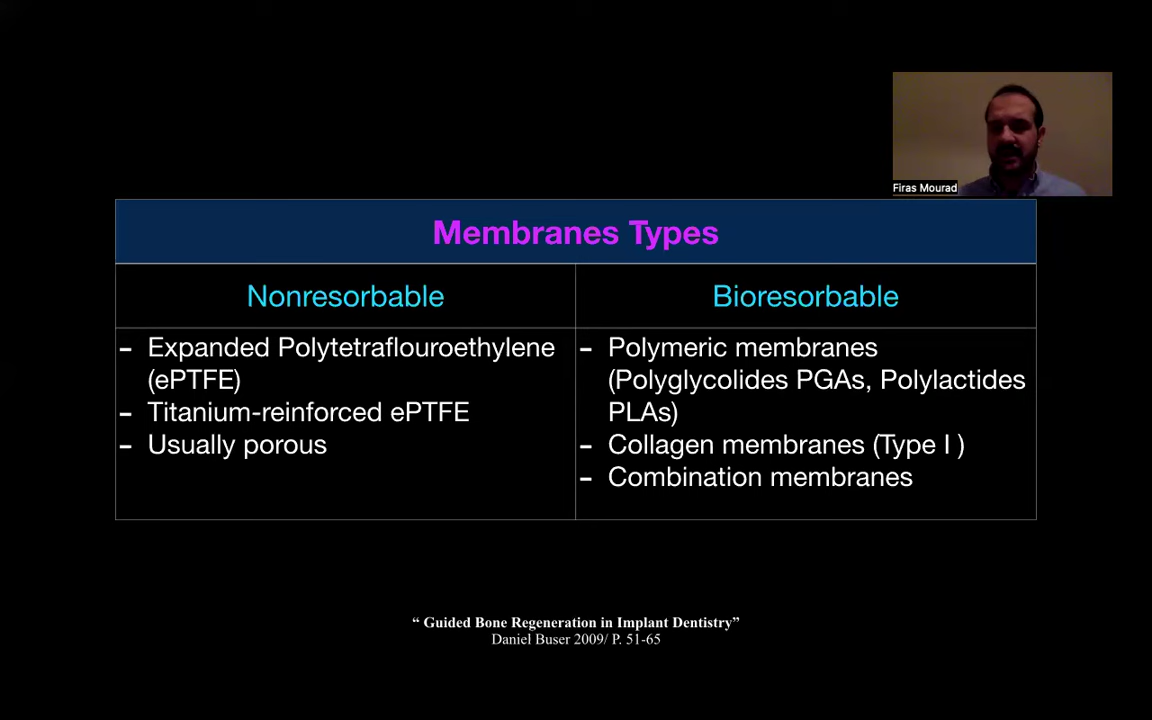 Firas Mourad
Membranes Types
Nonresorbable
Bioresorbable
- Expanded Polytetraflouroethylene
(ePTFE)
- Titanium-reinforced ePTFE
- Usually porous
- Polymeric membranes
(Polyglycolides PGAs, Polylactides
PLAs)
- Collagen membranes (Type I )
- Combination membranes
“ Guided Bone Regeneration in Implant Dentistry”
Daniel Buser 2009/ P. 51-65